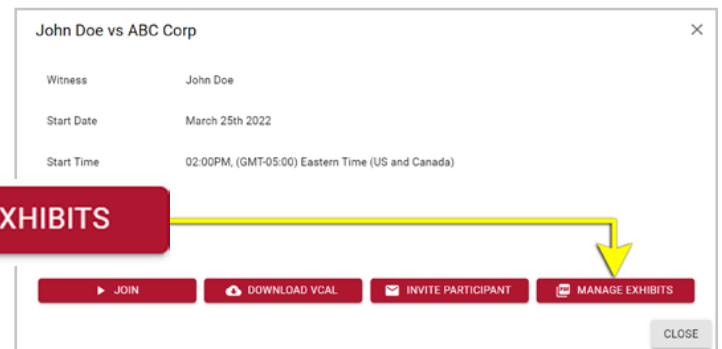 John Doe vs ABC Corp
Witness John Doe
Start Date March 25th 2022
Start Time 02:00PM, (GMT-05:00) Eastern Time (US and Canada)
XHIBITS
JOIN DOWNLOAD VCAL INVITE PARTICIPANT MANAGE EXHIBITS
CLOSE